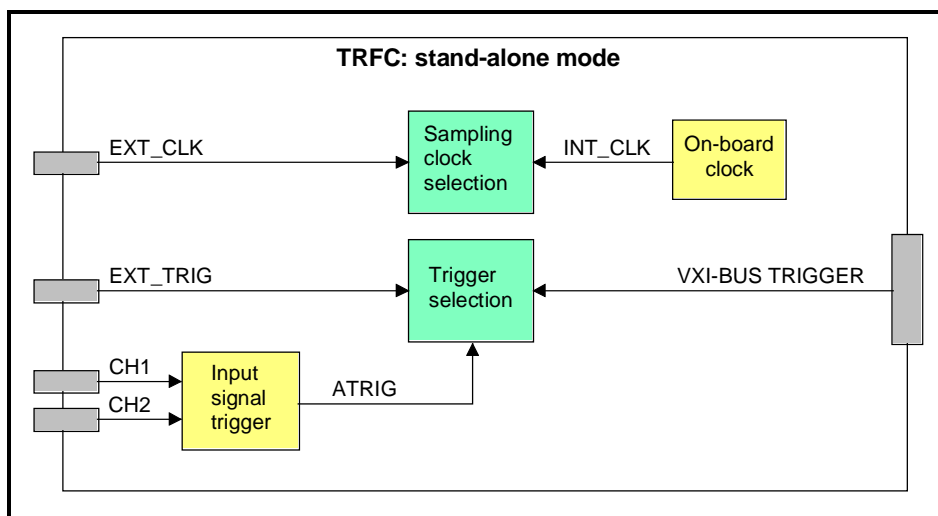 TRFC: stand-alone mode
EXT_CLK
Sampling
clock
selection
INT_CLK
On-board
clock
EXT_TRIG
Trigger
selection
VXI-BUS TRIGGER
CH1
CH2
Input
signal
trigger
ATRIG